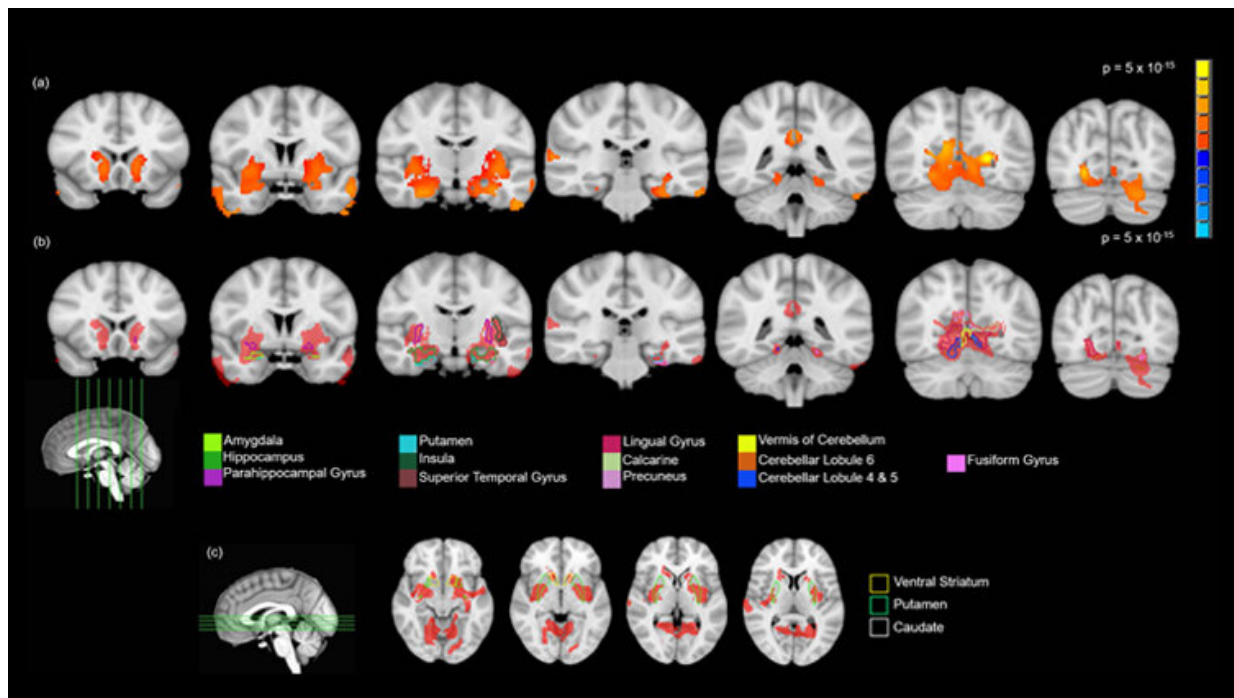 (a)
p = 5 x 10-15
p = 5 x 10-15
(b)
Amygdala
Hippocampus
Parahippocampal Gyrus
Putamen
Insula
Superior Temporal Gyrus
Lingual Gyrus
Calcarine
Precuneus
Vermis of Cerebellum
Cerebellar Lobule 6
Cerebellar Lobule 4 & 5
Fusiform Gyrus
(c)
Ventral Striatum
Putamen
Caudate